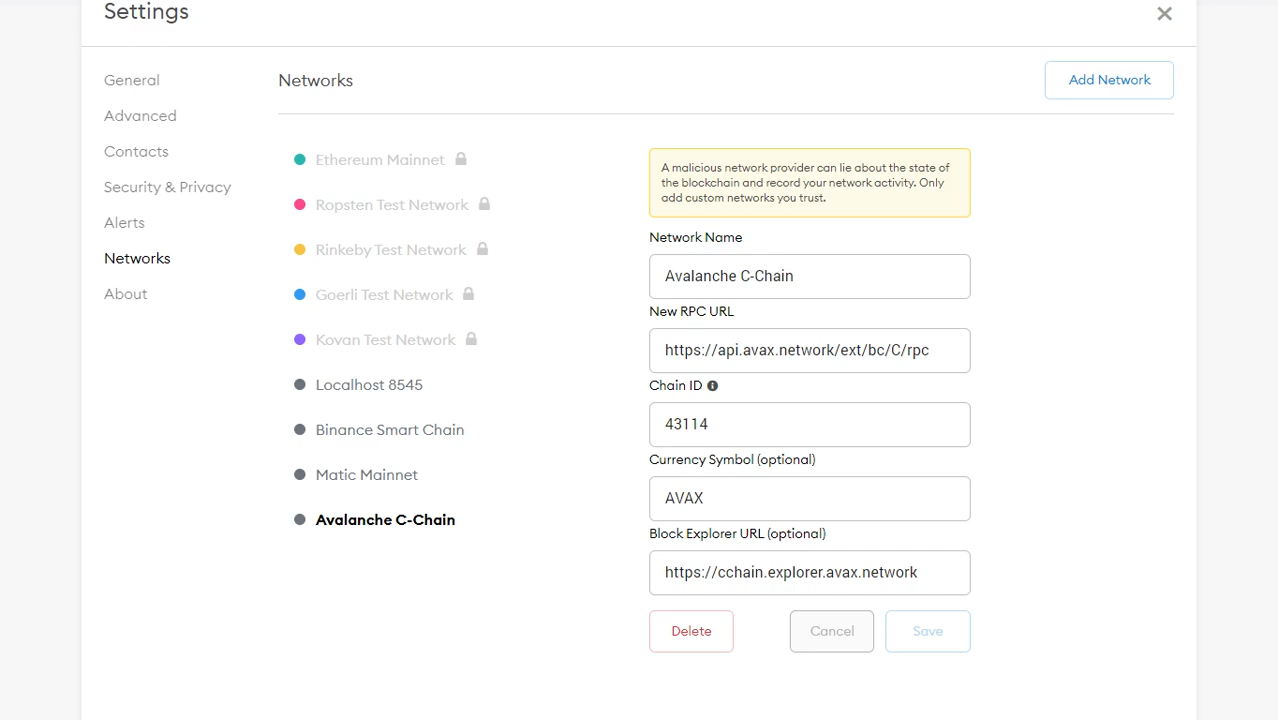 Settings
General
Advanced
Contacts
Security & Privacy
Alerts
Networks
About
Networks
Add Network
Ethereum Mainnet
Ropsten Test Network
Rinkeby Test Network
Goerli Test Network
Kovan Test Network
Localhost 8545
Binance Smart Chain
Matic Mainnet
Avalanche C-Chain
A malicious network provider can lie about the state of
the blockchain and record your network activity. Only
add custom networks you trust.
Network Name
Avalanche C-Chain
New RPC URL
https://api.avax.network/ext/bc/C/rpc
Chain ID
43114
Currency Symbol (optional)
AVAX
Block Explorer URL (optional)
https://cchain.explorer.avax.network
Delete
Cancel
Save